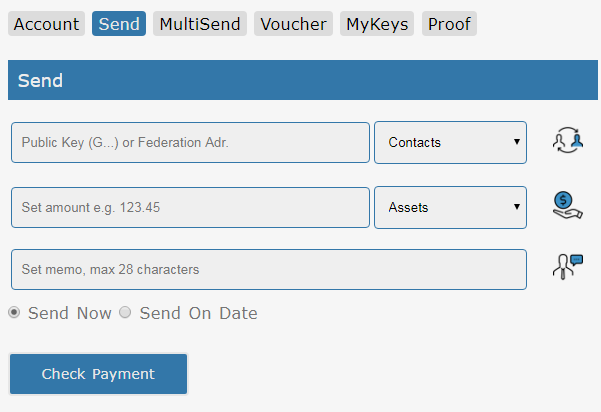 Account Send MultiSend Voucher MyKeys Proof
Send
Public Key (G...) or Federation Adr. Contacts
Set amount e.g. 123.45 Assets
Set memo, max 28 characters
Send Now Send On Date
Check Payment